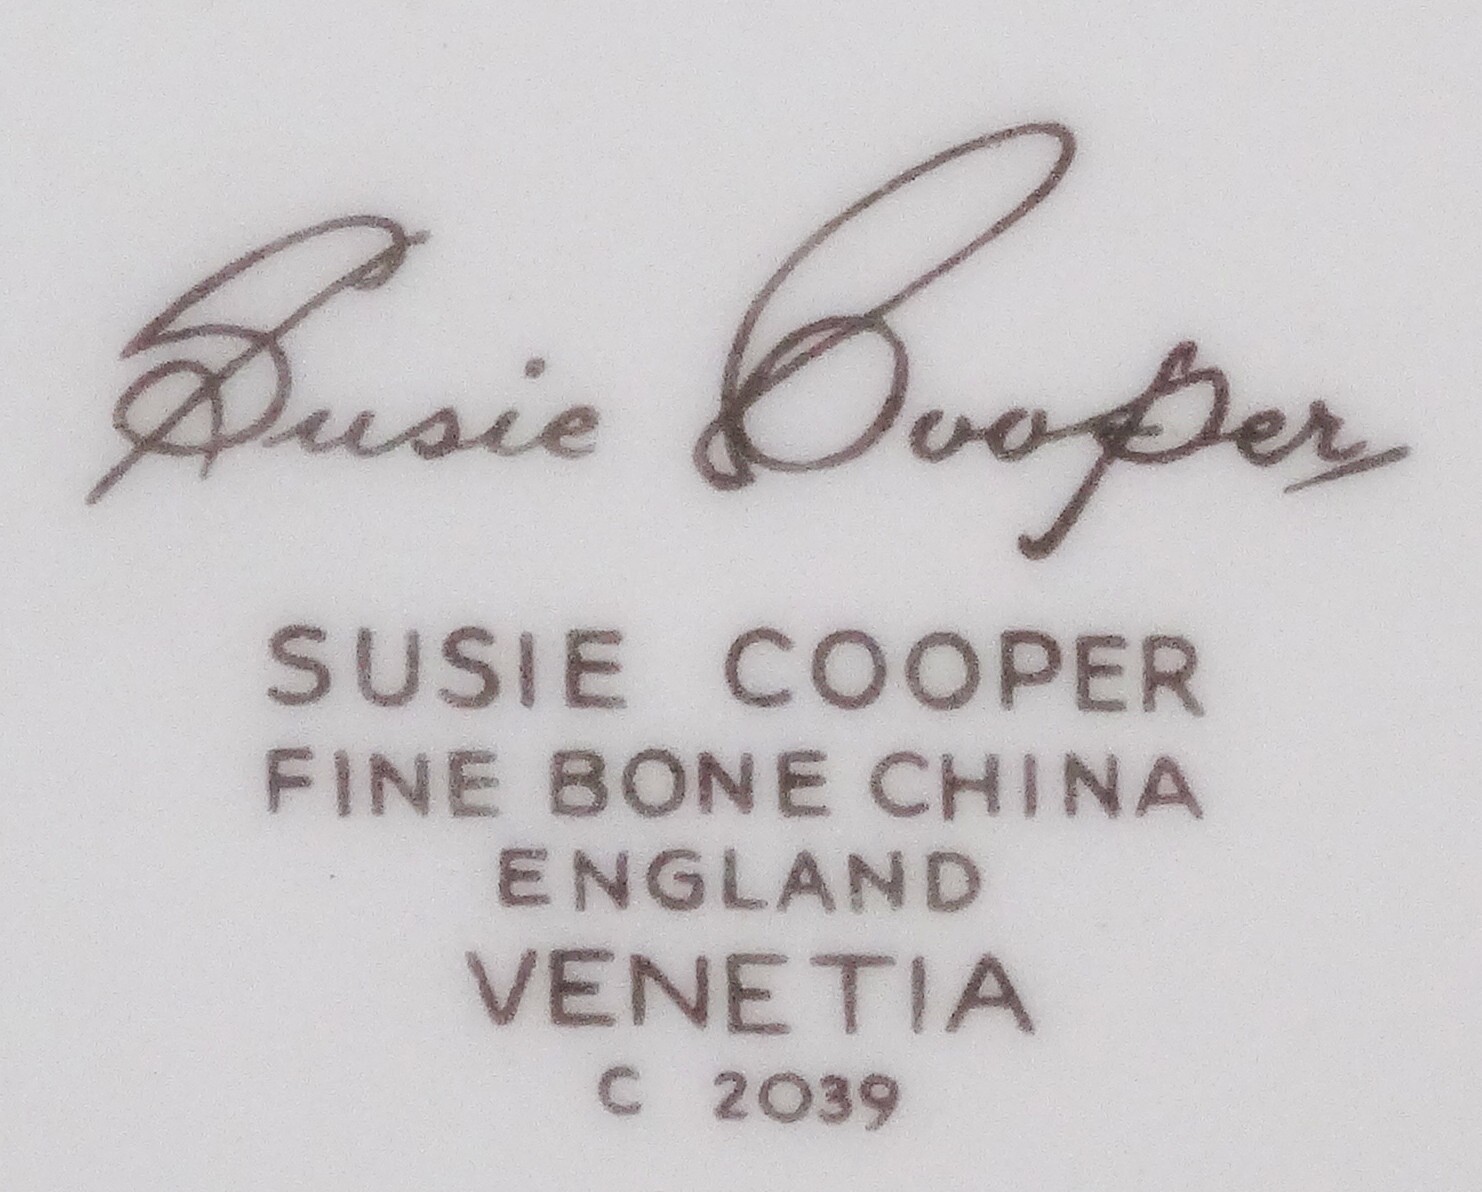 Susie Cooper
SUSIE COOPER
FINE BONE CHINA
ENGLAND
VENETIA
C 2039